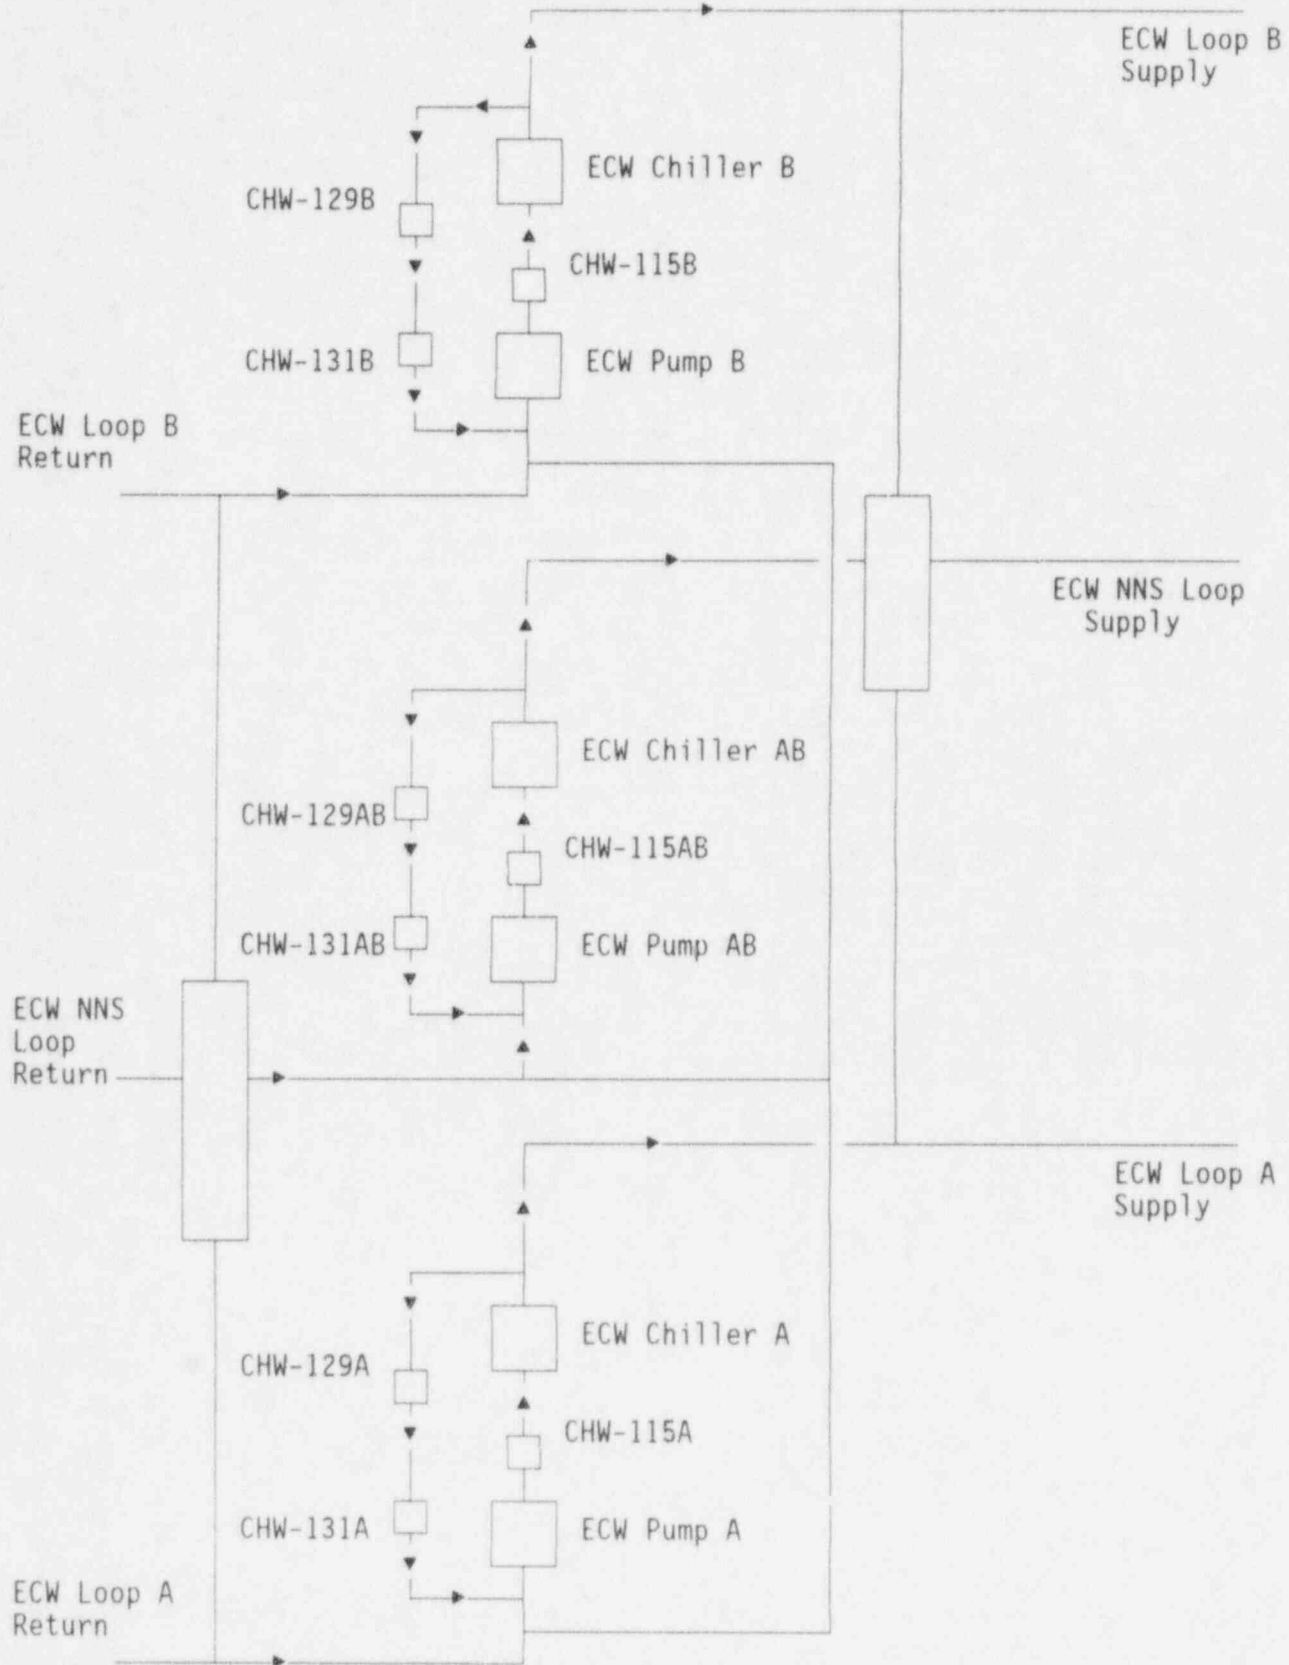 ECW Loop B
Supply
ECW Chiller B
CHW-129B
CHW-115B
CHW-131B
ECW Pump B
ECW Loop B
Return
ECW NNS Loop
Supply
ECW Chiller AB
CHW-129AB
CHW-115AB
CHW-131AB
ECW Pump AB
ECW NNS
Loop
Return
ECW Loop A
Supply
ECW Chiller A
CHW-129A
CHW-115A
CHW-131A
ECW Pump A
ECW Loop A
Return